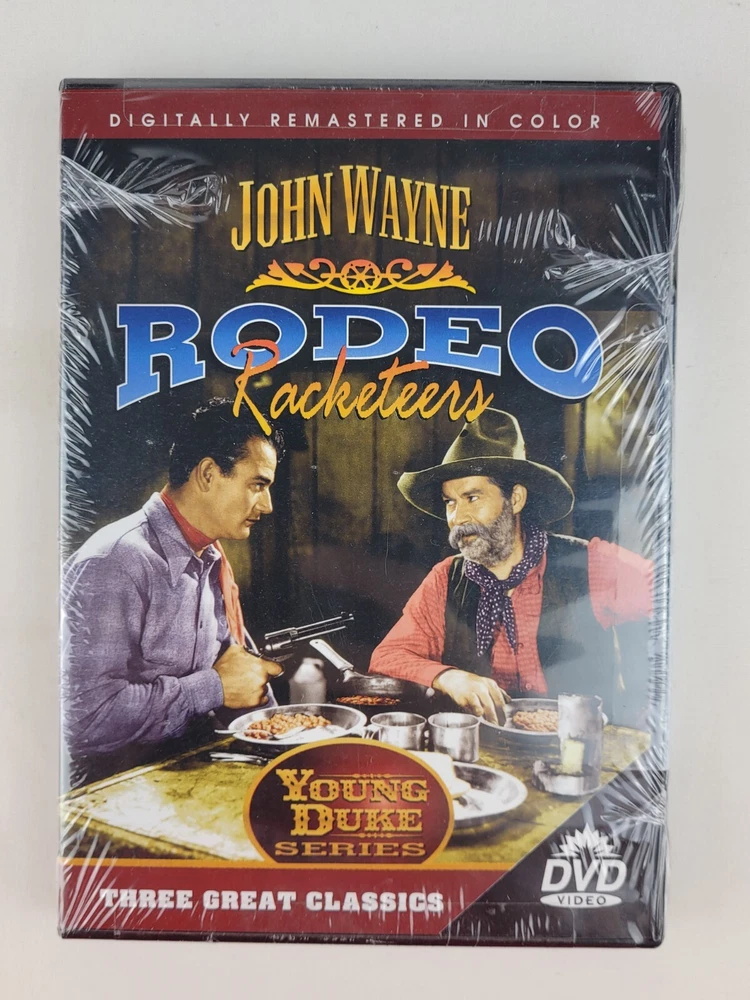 DIGITALLY REMASTERED IN COLOR
JOHN WAYNE
RODEO
Racketeers
YOUNG
DUKE
SERIES
THREE GREAT CLASSICS
DVD
VIDEO